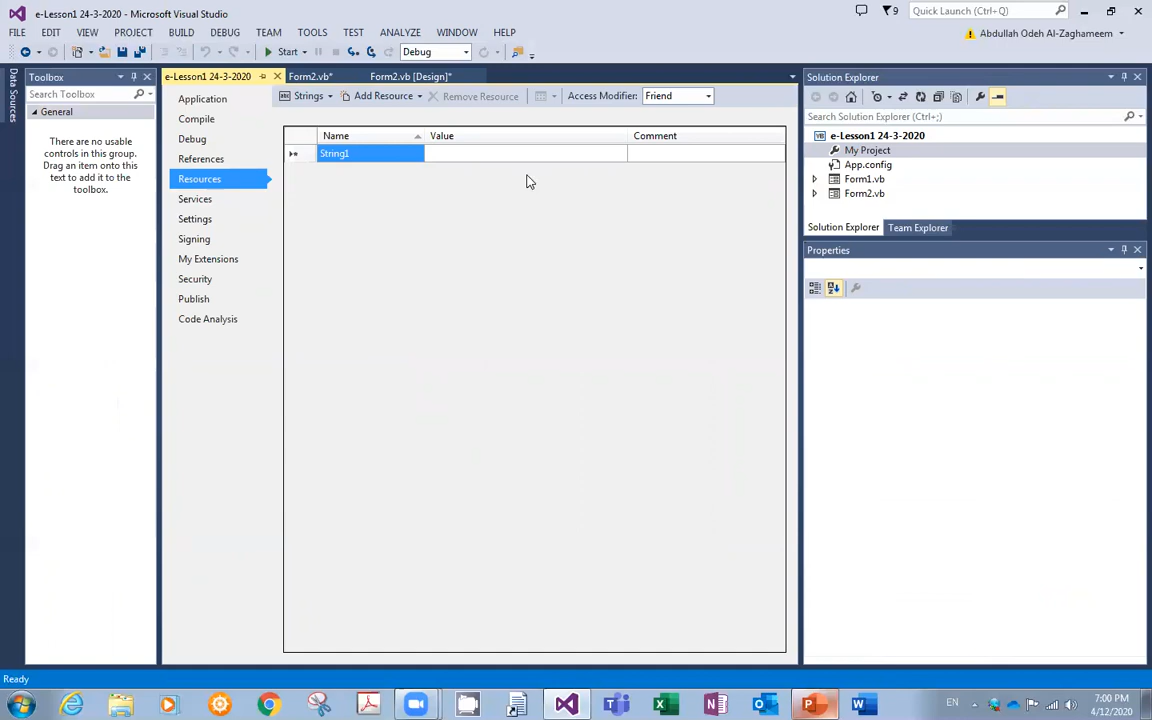 e-Lesson1 24-3-2020 - Microsoft Visual Studio
9
Quick Launch (Ctrl+Q)
FILE EDIT VIEW PROJECT BUILD DEBUG TEAM TOOLS TEST ANALYZE WINDOW HELP
Abdullah Odeh Al-Zaghameem
Start
Debug
Data Sources
Toolbox
Search Toolbox
General
There are no usable
controls in this group.
Drag an item onto this
text to add it to the
toolbox.
e-Lesson1 24-3-2020
Form2.vb*
Form2.vb [Design]*
Application
Compile
Debug
References
Resources
Services
Settings
Signing
My Extensions
Security
Publish
Code Analysis
Strings
Add Resource
Remove Resource
Access Modifier:
Friend
Name
Value
Comment
String1
Solution Explorer
Search Solution Explorer (Ctrl+;)
e-Lesson1 24-3-2020
My Project
App.config
Form1.vb
Form2.vb
Solution Explorer
Team Explorer
Properties
Ready
EN
7:00 PM
4/12/2020